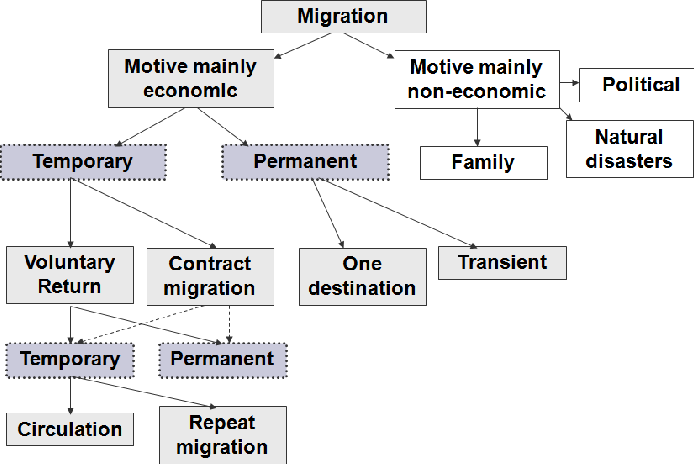 Migration
Motive mainly
economic
Motive mainly
non-economic
Political
Natural
disasters
Family
Temporary
Permanent
Voluntary
Return
Contract
migration
One
destination
Transient
Temporary
Permanent
Circulation
Repeat
migration